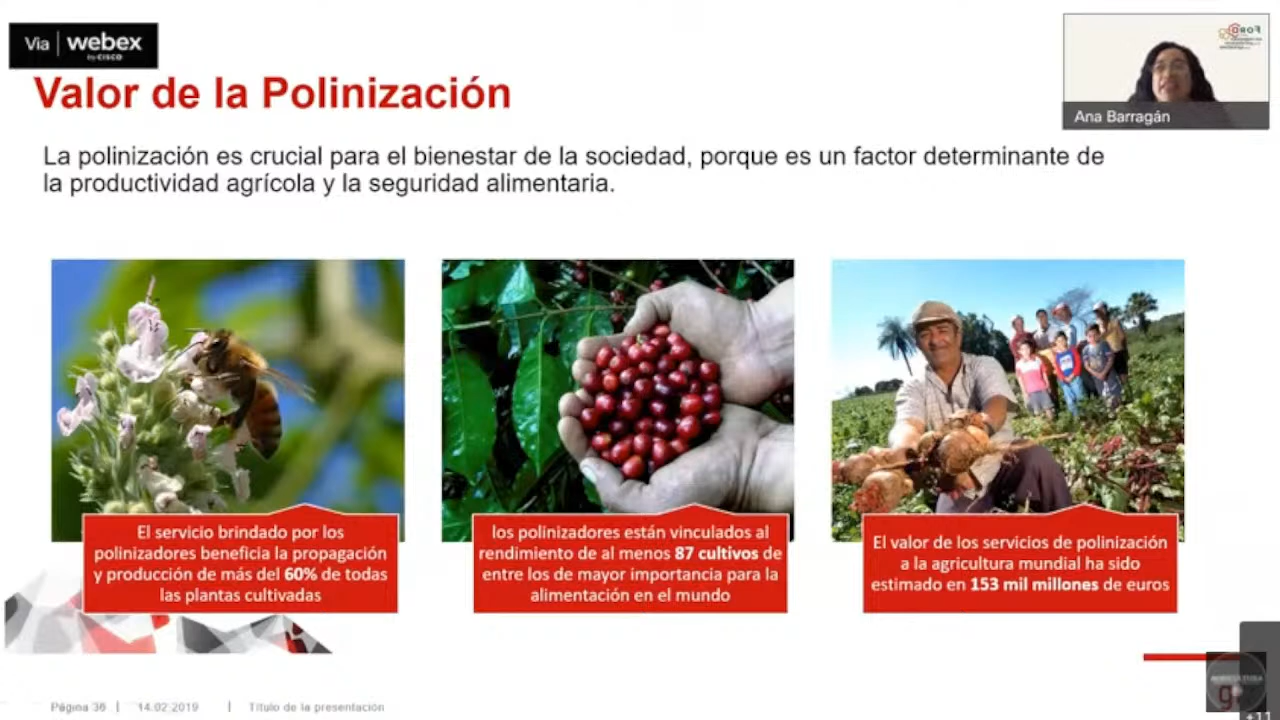 Via webex
by CISCO
Valor de la Polinización
Ana Barragán
La polinización es crucial para el bienestar de la sociedad, porque es un factor determinante de
la productividad agrícola y la seguridad alimentaria.
El servicio brindado por los
polinizadores beneficia la propagación
y producción de más del 60% de todas
las plantas cultivadas
los polinizadores están vinculados al
rendimiento de al menos 87 cultivos de
entre los de mayor importancia para la
alimentación en el mundo
El valor de los servicios de polinización
a la agricultura mundial ha sido
estimado en 153 mil millones de euros
Página 36 | 14.02.2019 | Título de la presentación
+11